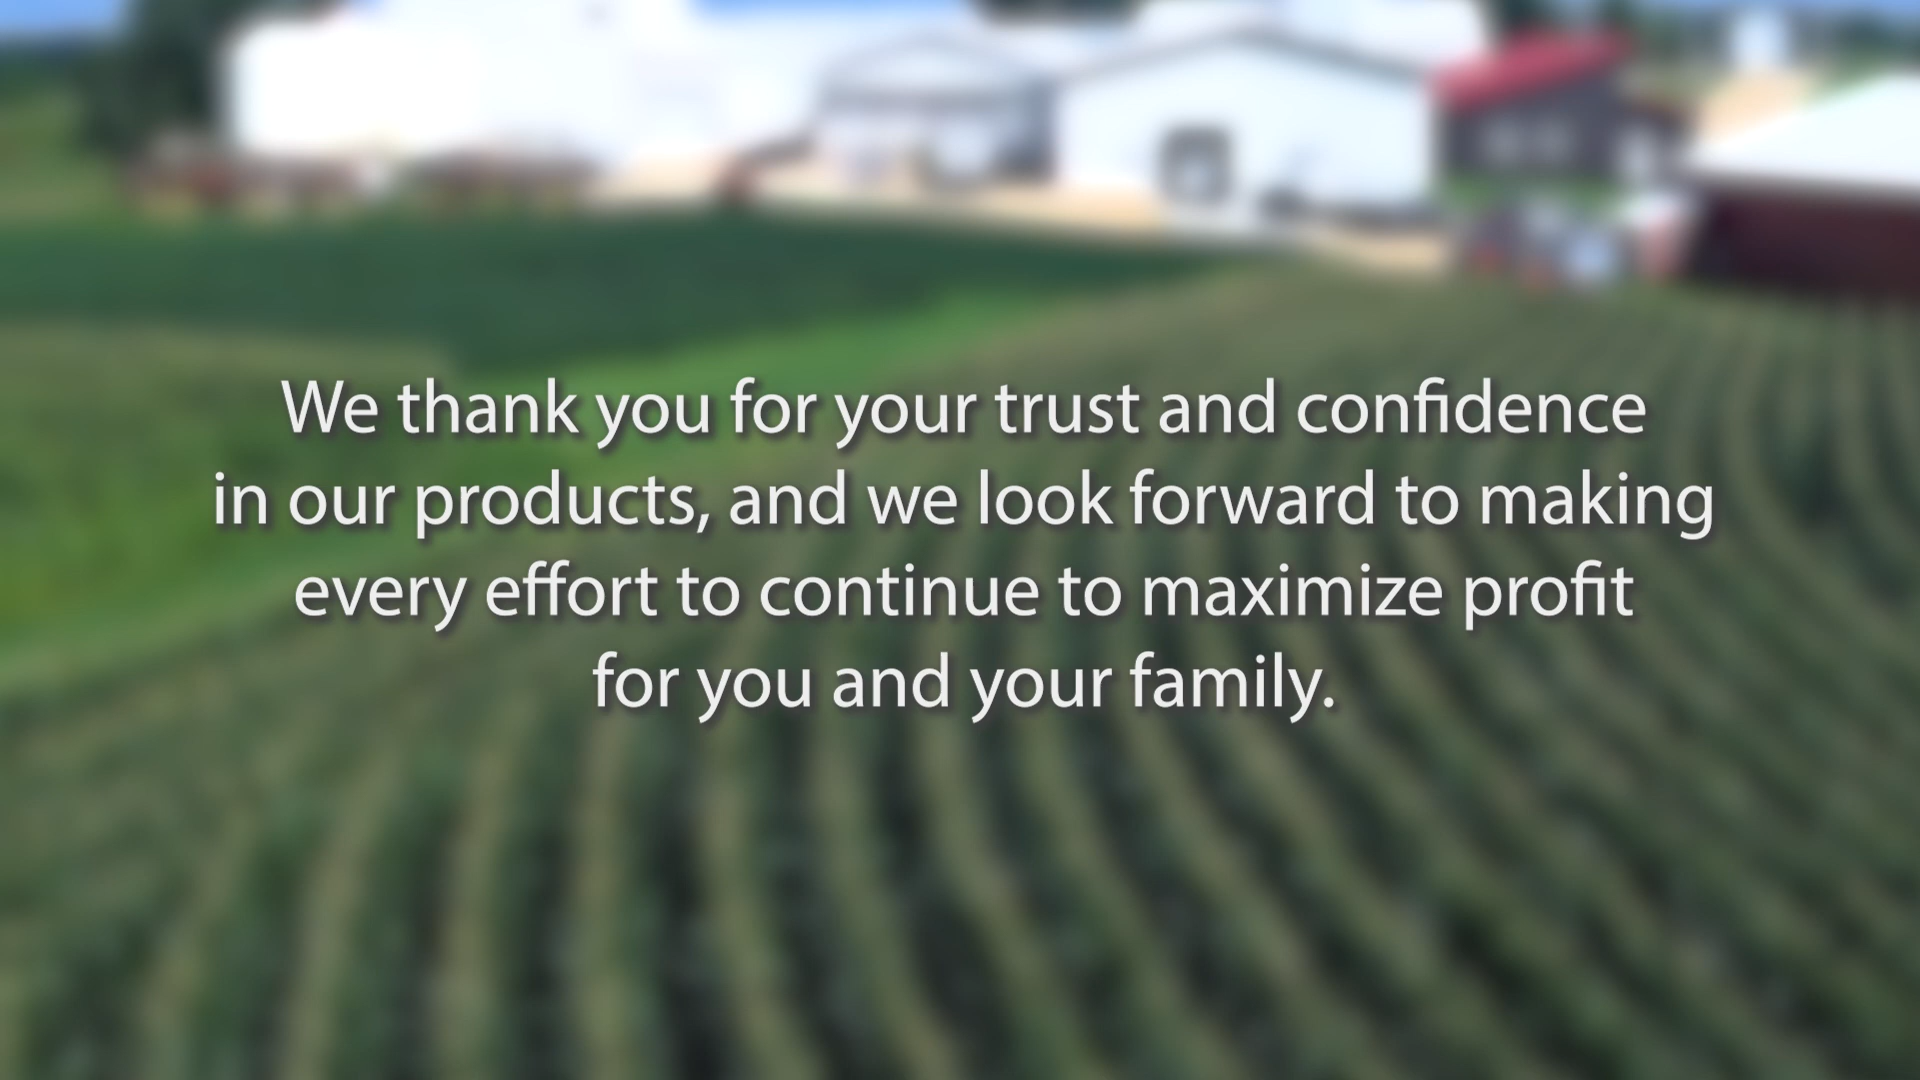 We thank you for your trust and confidence
in our products, and we look forward to making
every effort to continue to maximize profit
for you and your family.